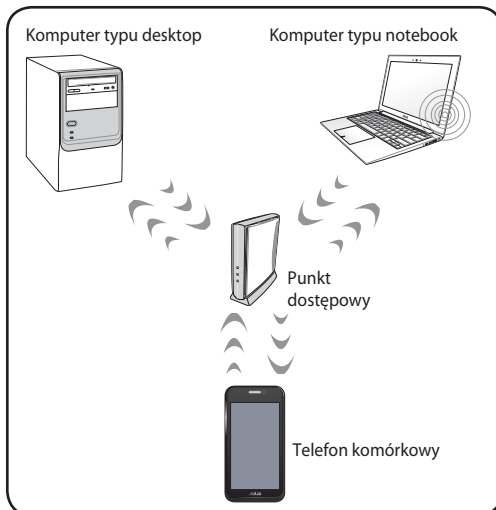 Komputer typu desktop
Komputer typu notebook
Punkt
dostępowy
Telefon komórkowy